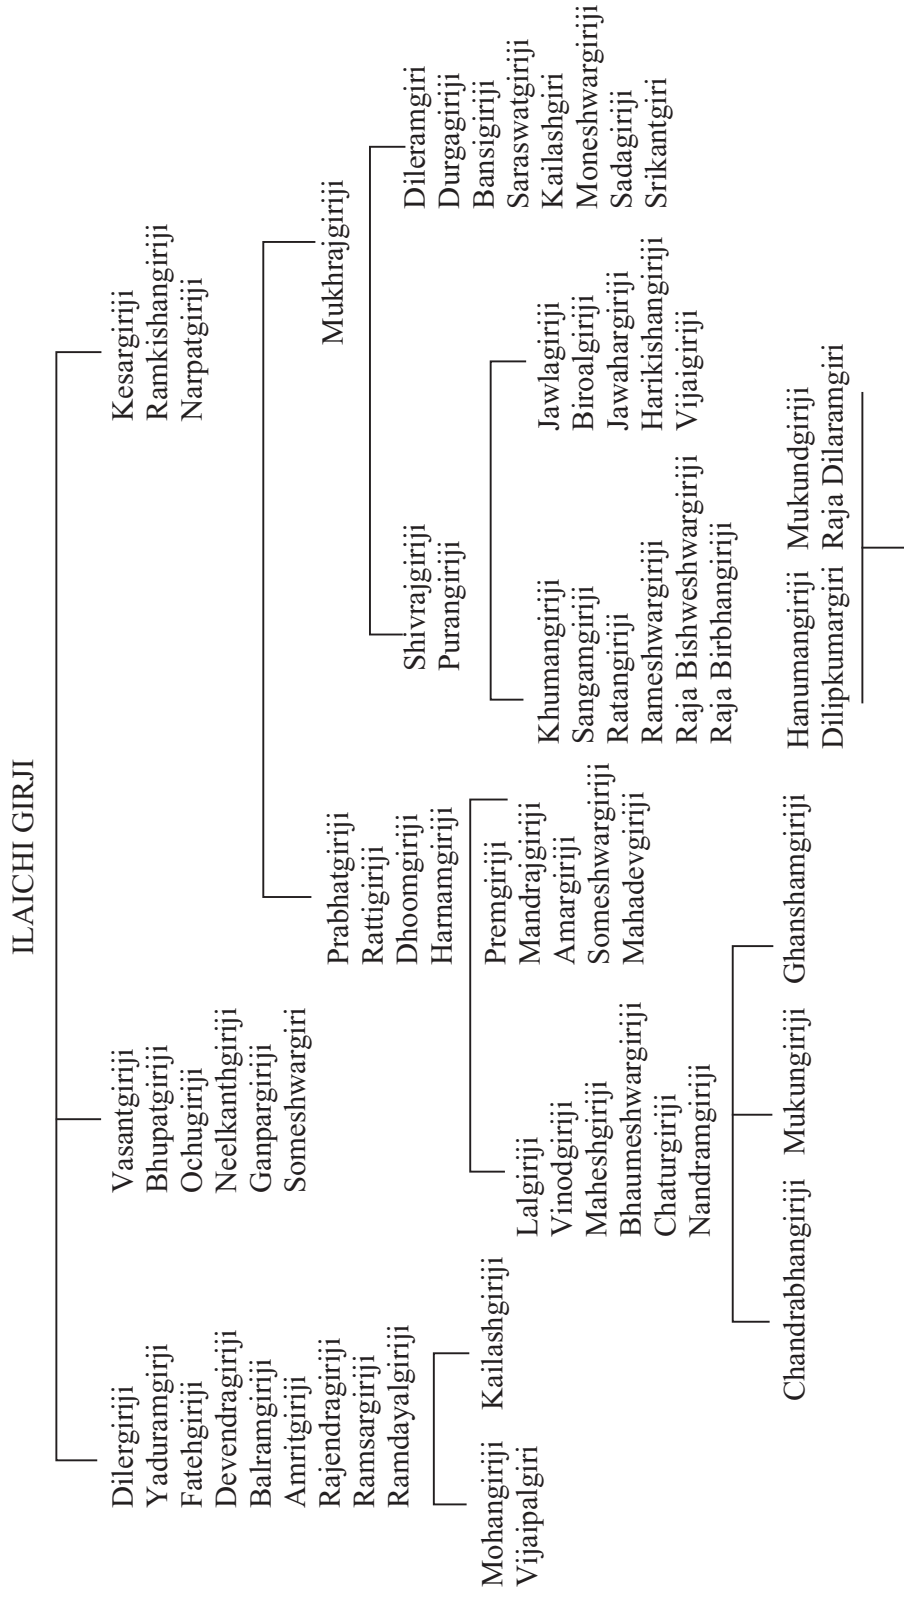 ILAICHI GIRJI
Dilergiriji
Yaduramgirji
Fatehgiriji
Devendragiriji
Balramgiriji
Amritgiriji
Rajendragiriji
Ramsargiriji
Ramdayalgiriji
Mohangiriji
Vijaipalgiri
Kailashgiriji
Vasantgiriji
Bhupatgiriji
Ochugiriji
Neelkanthgiriji
Ganpargiriji
Someshwargiri
Kesargiriji
Ramkishangiriji
Narpatgiriji
Prabhatgiriji
Rattigiriji
Dhoomgiriji
Harnamgiriji
Lalgiriji
Vinodgiriji
Maheshgiriji
Bhaumeshwargiriji
Chaturgiriji
Nandramgiriji
Chandrabhangiriji
Mukungiriji
Ghanshamgiriji
Premgiriji
Mandrajgiriji
Amargiriji
Someshwargiriji
Mahadevgiriji
Mukhrajgiriji
Shivrajgiriji
Purangiriji
Khumangiriji
Sangamgiriji
Ratangiriji
Rameshwargiriji
Raja Bishweshwargiriji
Raja Birbhangiriji
Jawlagiriji
Biroalgiriji
Jawahargiriji
Harikishangiriji
Vijaigiriji
Dileramgiri
Durgagiriji
Bansigiriji
Saraswatgiriji
Kailashgiri
Moneshwargiriji
Sadagiriji
Srikantgiri
Hanumangiriji Mukundgiriji
Dilipkumargiri Raja Dilaramgiri